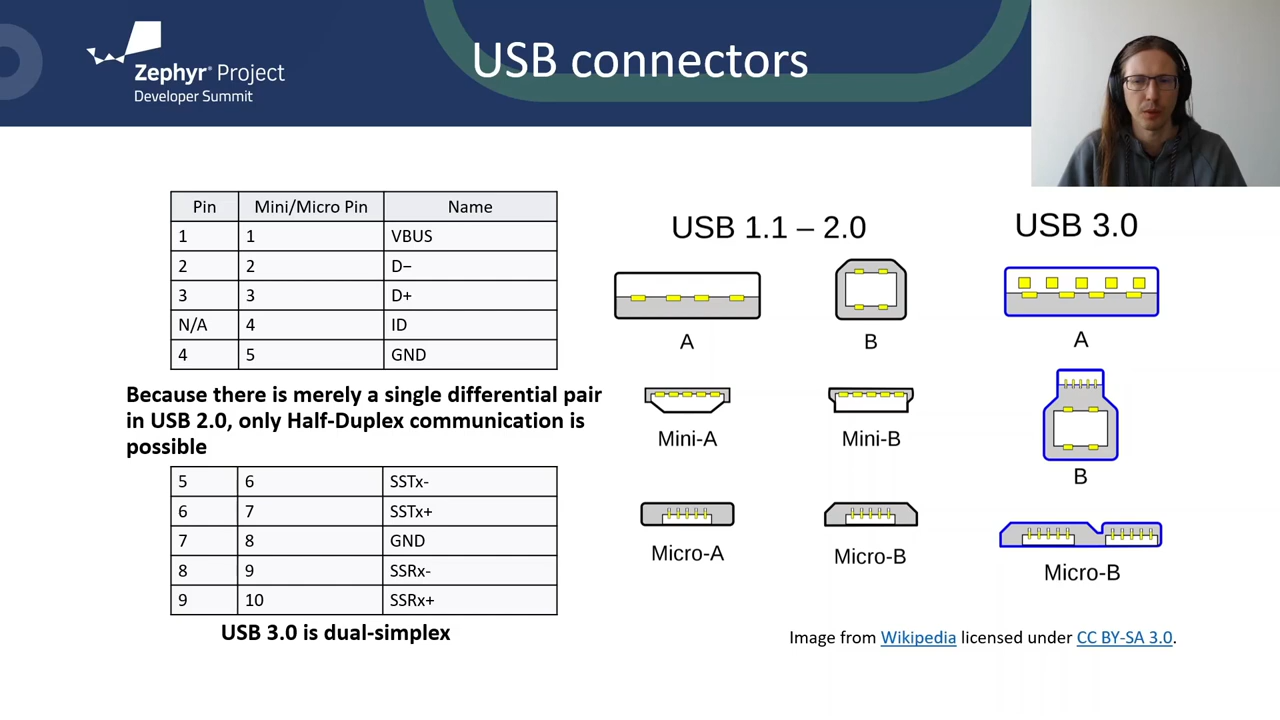 Zephyr® Project
Developer Summit
USB connectors
Pin Mini/Micro Pin Name
1 1 VBUS
2 2 D−
3 3 D+
N/A 4 ID
4 5 GND
Because there is merely a single differential pair
in USB 2.0, only Half-Duplex communication is
possible
5 6 SSTx-
6 7 SSTx+
7 8 GND
8 9 SSRx-
9 10 SSRx+
USB 3.0 is dual-simplex
USB 1.1 – 2.0
USB 3.0
A
B
A
Mini-A
Mini-B
B
Micro-A
Micro-B
Micro-B
Image from Wikipedia licensed under CC BY-SA 3.0.